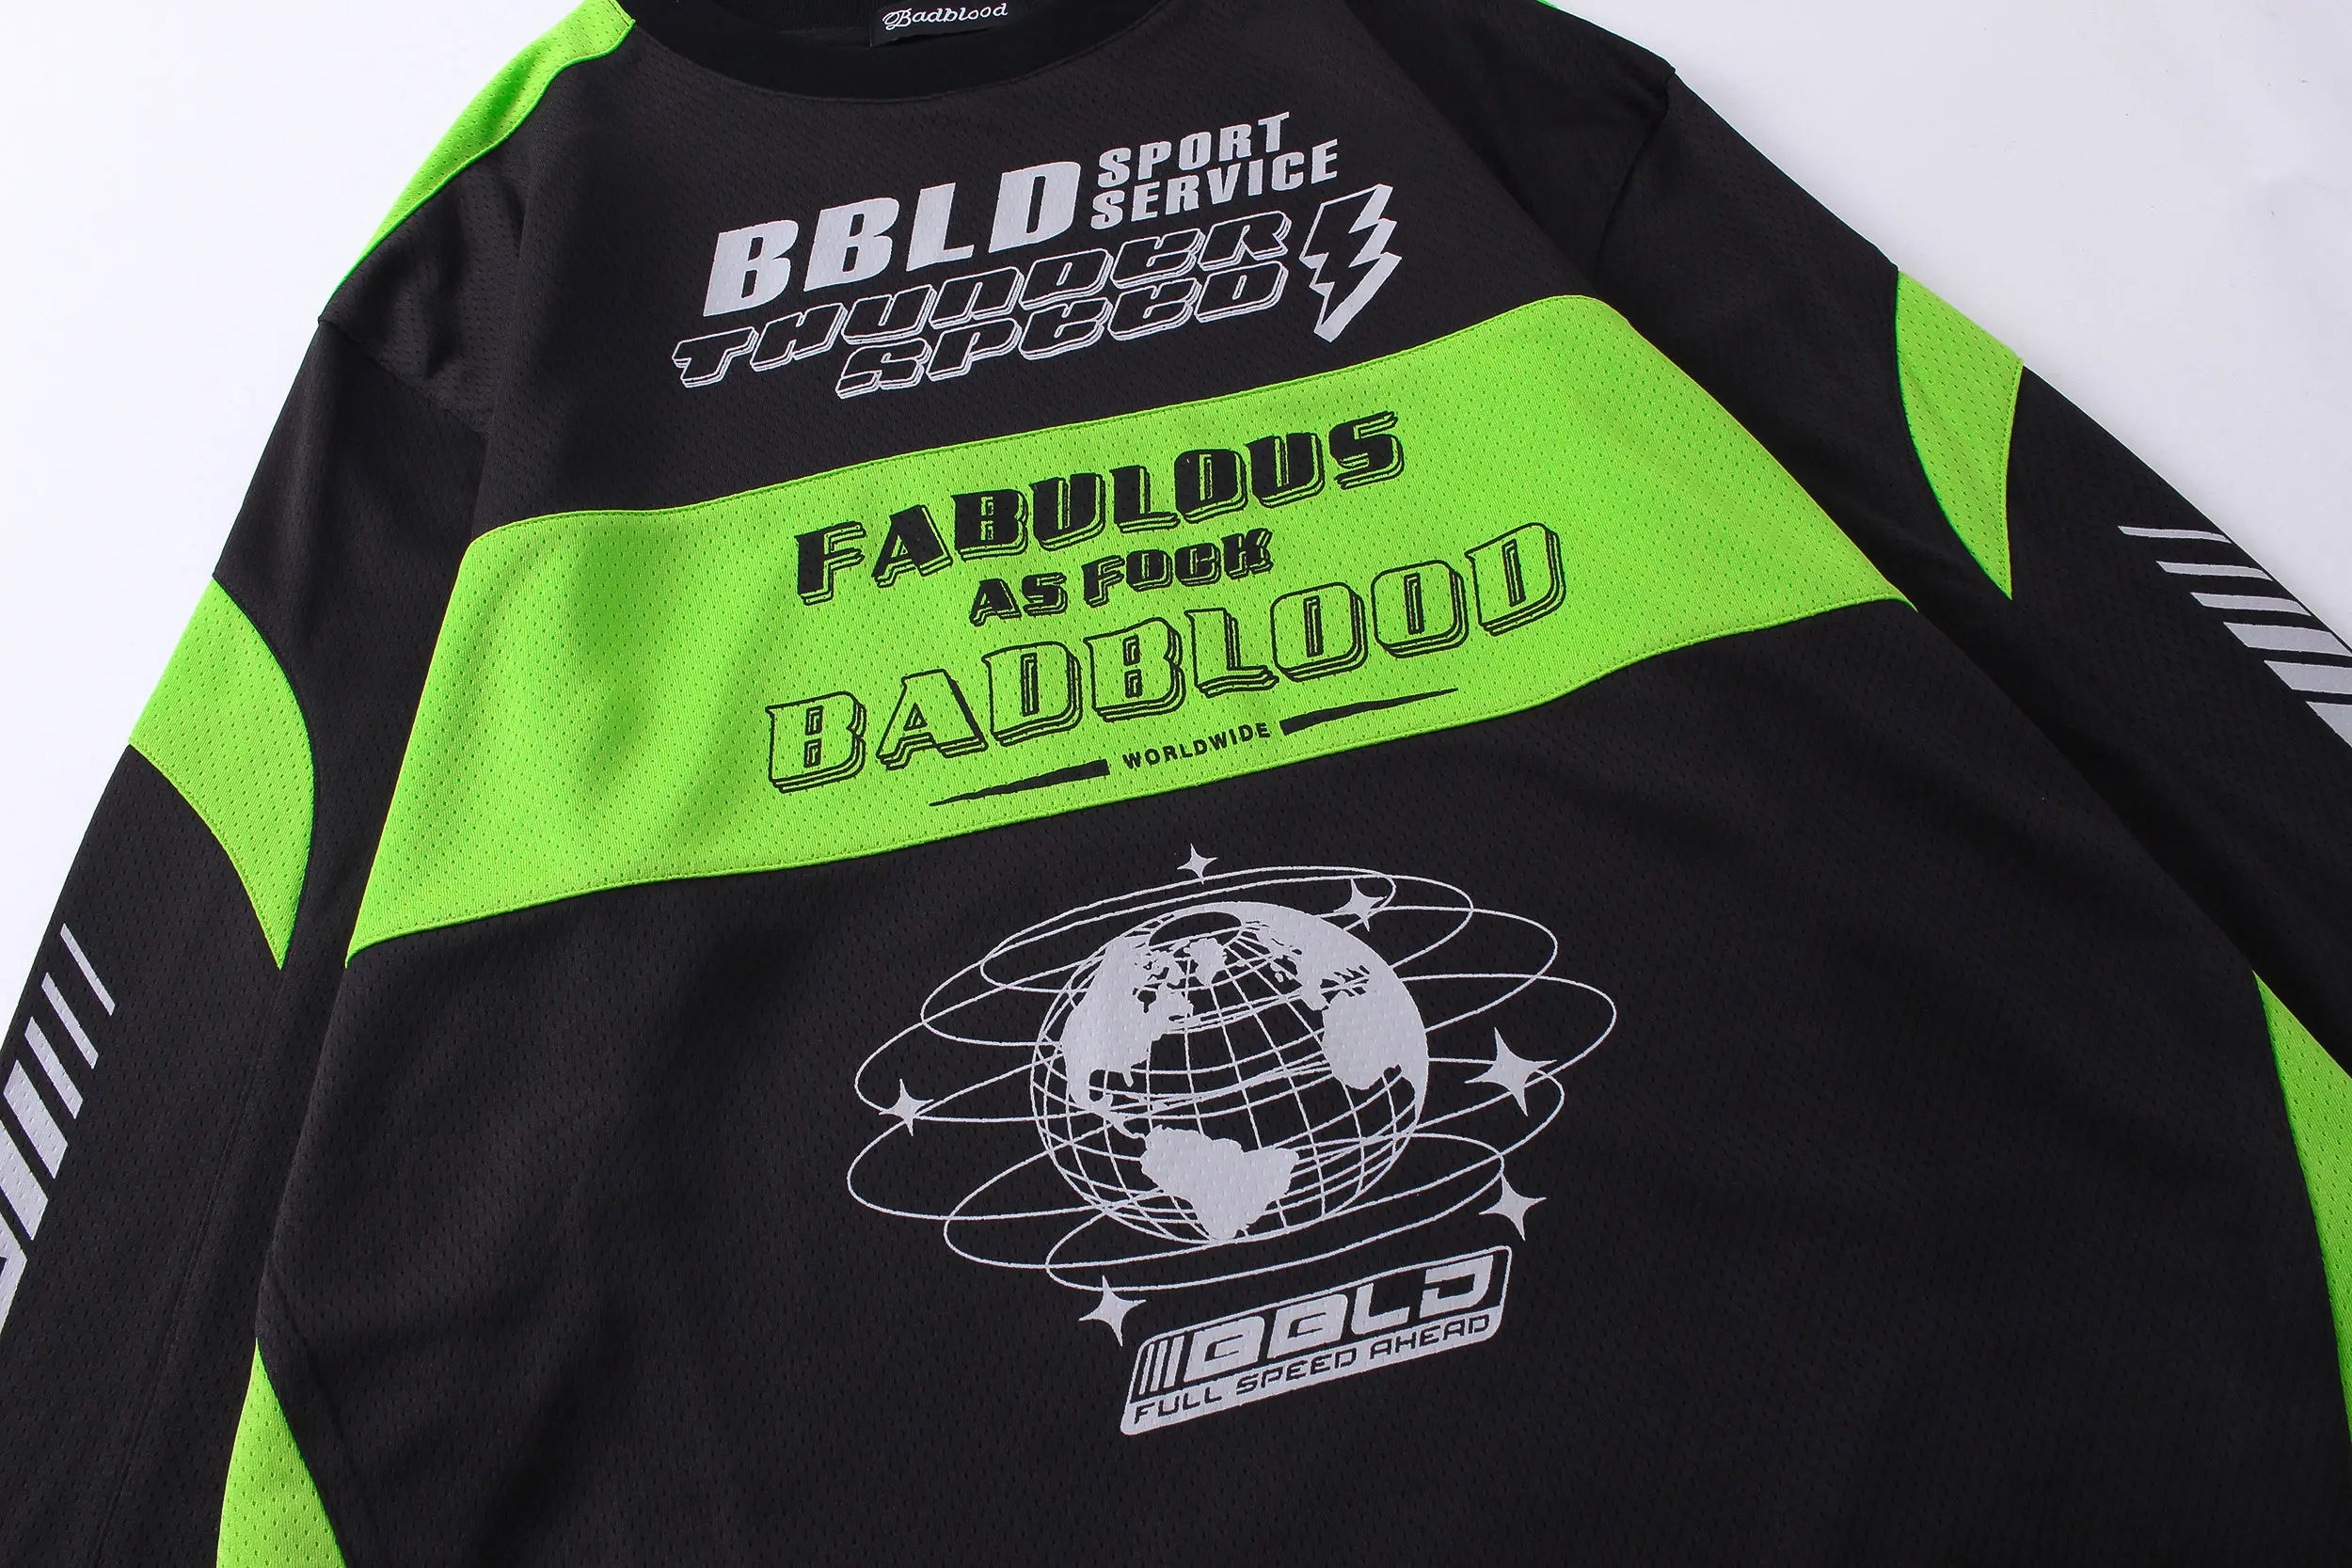 Badblood
BBLD SPORT
SERVICE
THUNDER
SPEED
FABULOUS
AS FOCK
BADBLOOD
WORLDWIDE
BBLD
FULL SPEED AHEAD